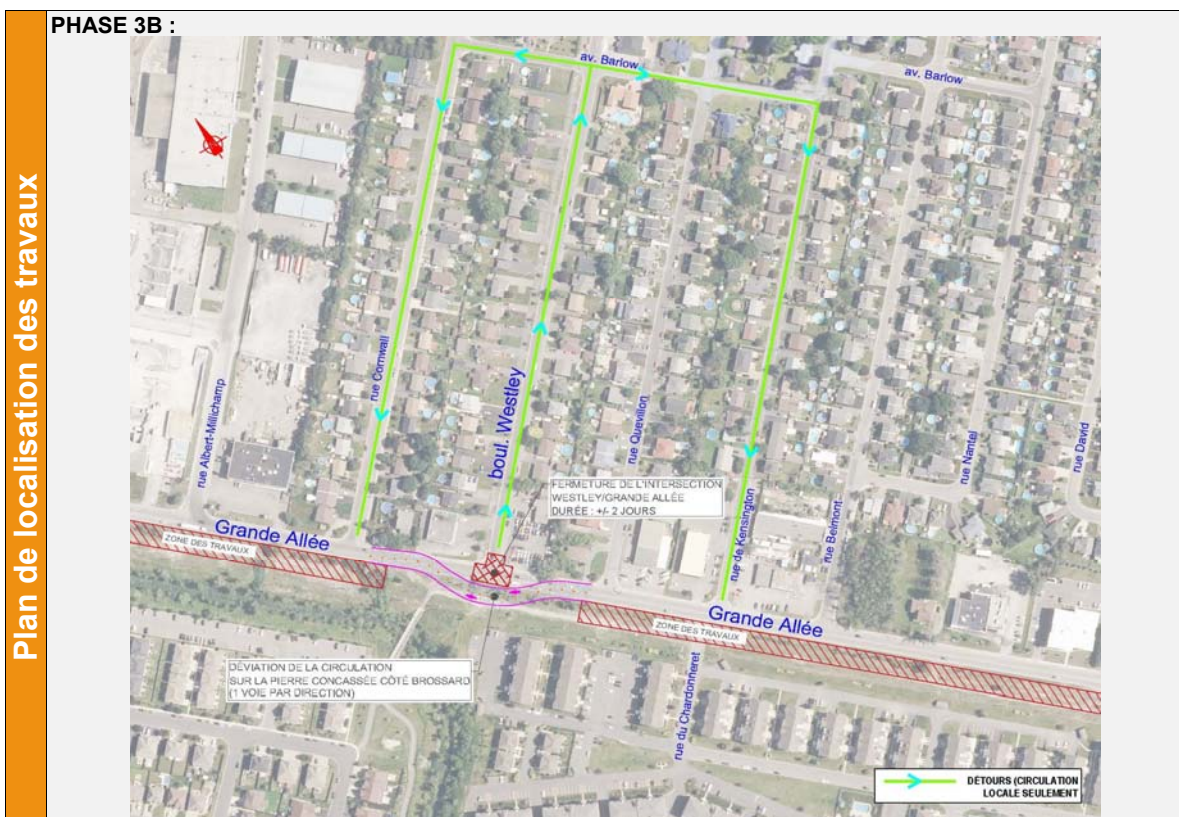 PHASE 3B :
Plan de localisation des travaux
av. Barlow
av. Barlow
rue Cornwall
boul. Westley
rue Albert-Millichamp
rue Quevillon
rue Nantel
rue David
FERMETURE DE L'INTERSECTION
WESTLEY/GRANDE ALLÉE
DURÉE : +/- 2 JOURS
rue de Kensington
rue Belmont
Grande Allée
ZONE DES TRAVAUX
Grande Allée
ZONE DES TRAVAUX
DÉVIATION DE LA CIRCULATION
SUR LA PIERRE CONCASSÉE CÔTÉ BROSSARD
(1 VOIE PAR DIRECTION)
rue du Chardonneret
DÉTOURS (CIRCULATION
LOCALE SEULEMENT